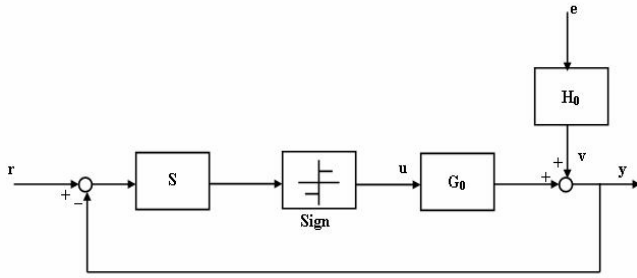 e
H₀
r
+
−
S
Sign
u
G₀
+
+
v
y